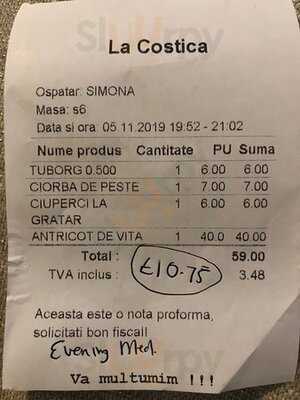 La Costica
Ospatar: SIMONA
Masa: s6
Data si ora: 05.11.2019 19:52 - 21:02
Nume produs Cantitate PU Suma
TUBORG 0.500 1 6.00 6.00
CIORBA DE PESTE 1 7.00 7.00
CIUPERCI LA 1 6.00 6.00
GRATAR
ANTRICOT DE VITA 1 40.0 40.00
Total : 59.00
£10-75
TVA inclus : 3.48
Aceasta este o nota proforma,
solicitati bon fiscal!
Evening
Va multumim !!!